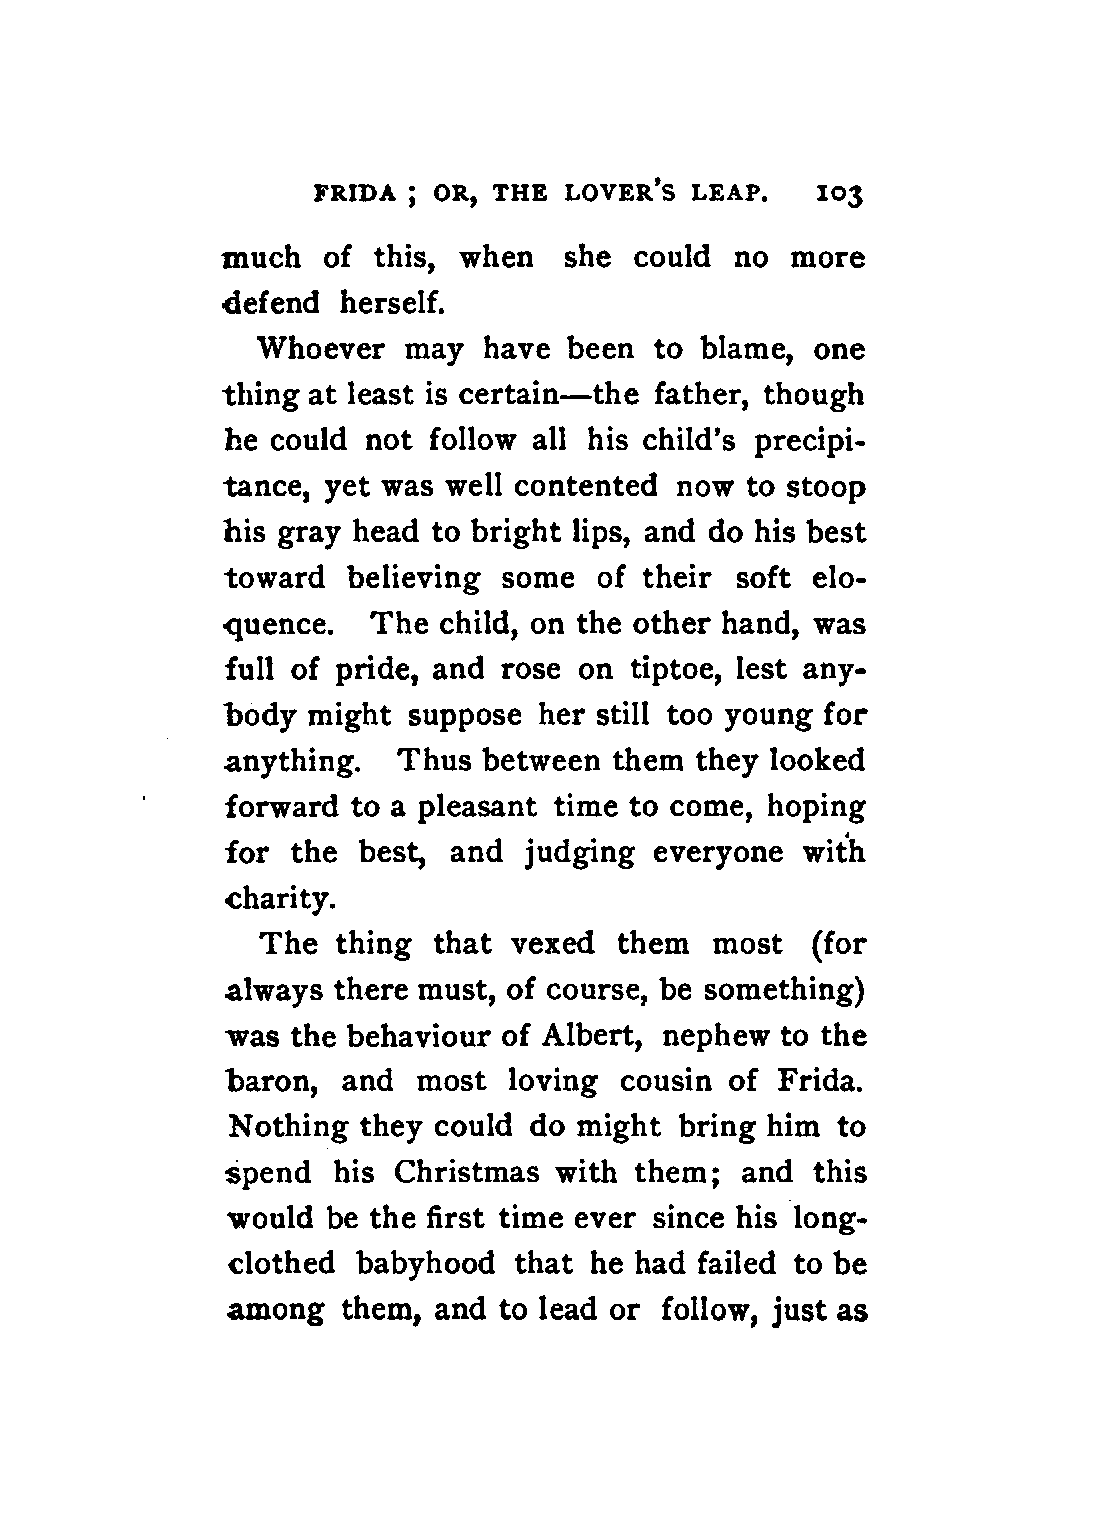 FRIDA ; OR, THE LOVER'S LEAP. 103
much of this, when she could no more
defend herself.
Whoever may have been to blame, one
thing at least is certain—the father, though
he could not follow all his child's precipi-
tance, yet was well contented now to stoop
his gray head to bright lips, and do his best
toward believing some of their soft elo-
quence. The child, on the other hand, was
full of pride, and rose on tiptoe, lest any-
body might suppose her still too young for
anything. Thus between them they looked
forward to a pleasant time to come, hoping
for the best, and judging everyone with
charity.
The thing that vexed them most (for
always there must, of course, be something)
was the behaviour of Albert, nephew to the
baron, and most loving cousin of Frida.
Nothing they could do might bring him to
spend his Christmas with them; and this
would be the first time ever since his long-
clothed babyhood that he had failed to be
among them, and to lead or follow, just as